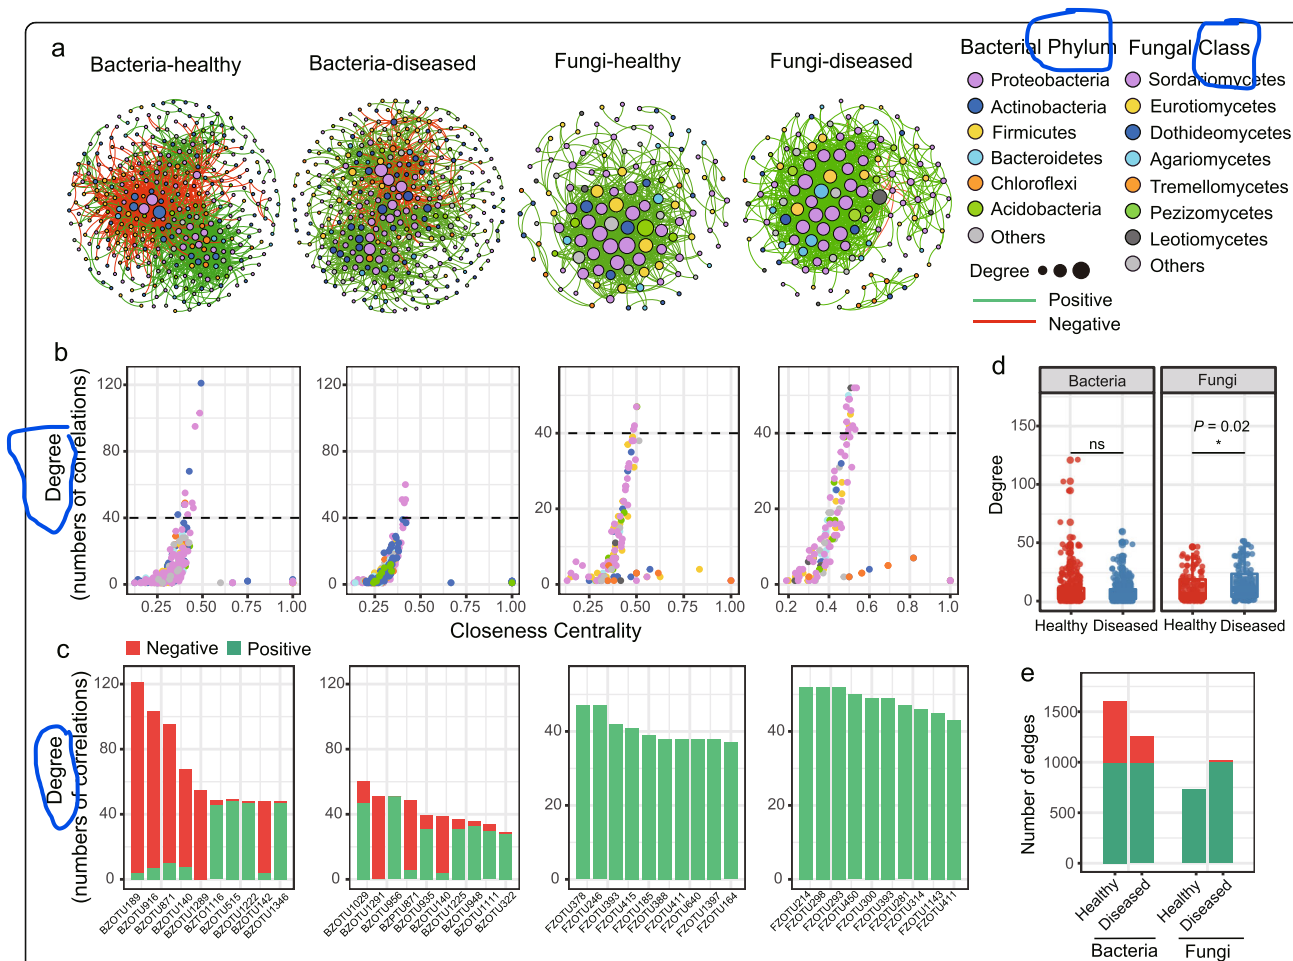 a
Bacteria-healthy
Bacteria-diseased
Fungi-healthy
Fungi-diseased
Bacterial Phylum
Proteobacteria
Actinobacteria
Firmicutes
Bacteroidetes
Chloroflexi
Acidobacteria
Others
Fungal Class
Sordariomycetes
Eurotiomycetes
Dothideomycetes
Agariomycetes
Tremellomycetes
Pezizomycetes
Leotiomycetes
Others
Degree
Positive
Negative
b
Degree
(numbers of correlations)
120
80
40
0
0.25 0.50 0.75 1.00
120
80
40
0
0.25 0.50 0.75 1.00
40
20
0
0.25 0.50 0.75 1.00
40
20
0
0.2 0.4 0.6 0.8 1.0
Closeness Centrality
d
Bacteria
Fungi
Degree
150
100
50
0
ns
P = 0.02
*
Healthy Diseased
Healthy Diseased
c
Negative Positive
Degree
(numbers of correlations)
120
80
40
0
BZOTU189
BZOTU916
BZOTU871
BZOTU140
BZOTU1289
BZOTU1116
BZOTU515
BZOTU1222
BZOTU142
BZOTU1346
120
80
40
0
BZOTU1029
BZOTU1291
BZOTU956
BZPTU871
BZOTU935
BZOTU140
BZOTU1225
BZOTU948
BZOTU1111
BZOTU322
40
20
0
FZOTU378
FZOTU246
FZOTU393
FZOTU415
FZOTU185
FZOTU388
FZOTU411
FZOTU640
FZOTU1397
FZOTU164
40
20
0
FZOTU214
FZOTU298
FZOTU293
FZOTU450
FZOTU300
FZOTU393
FZOTU281
FZOTU314
FZOTU1143
FZOTU411
e
Number of edges
1500
1000
500
0
Healthy
Diseased
Healthy
Diseased
Bacteria
Fungi